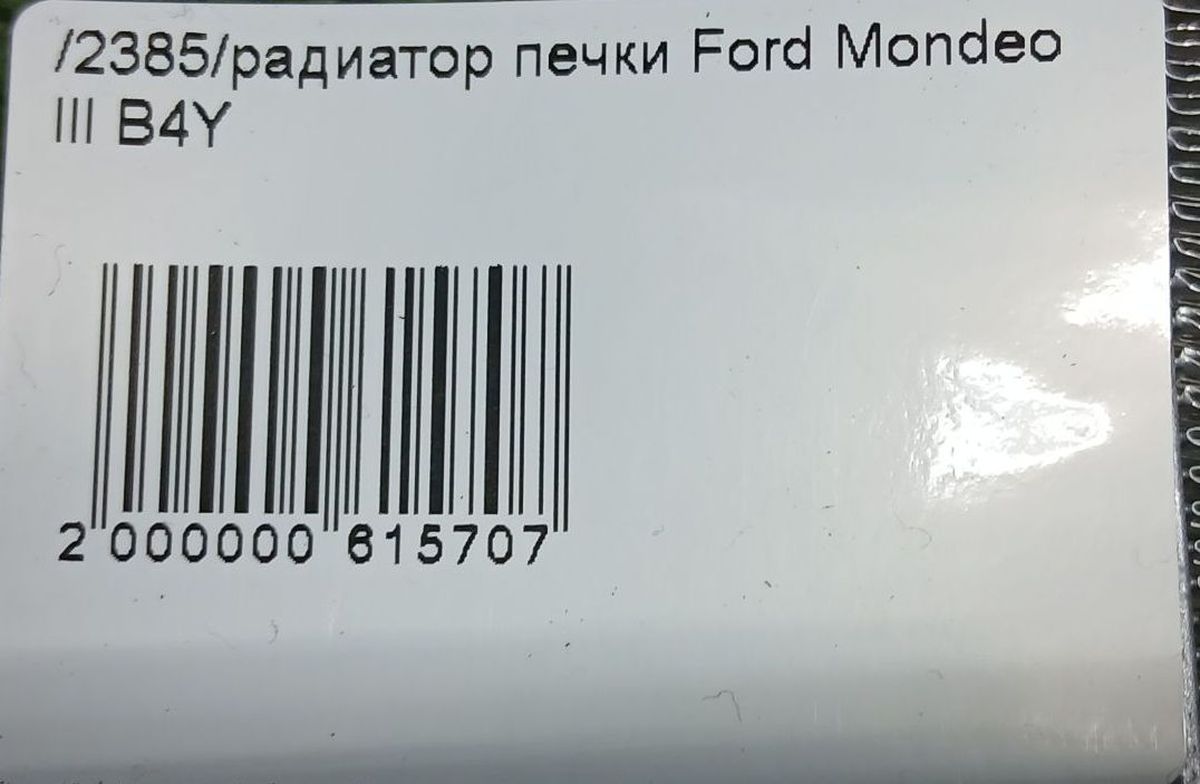 /2385/радиатор печки Ford Mondeo
III B4Y
2 000000 615707